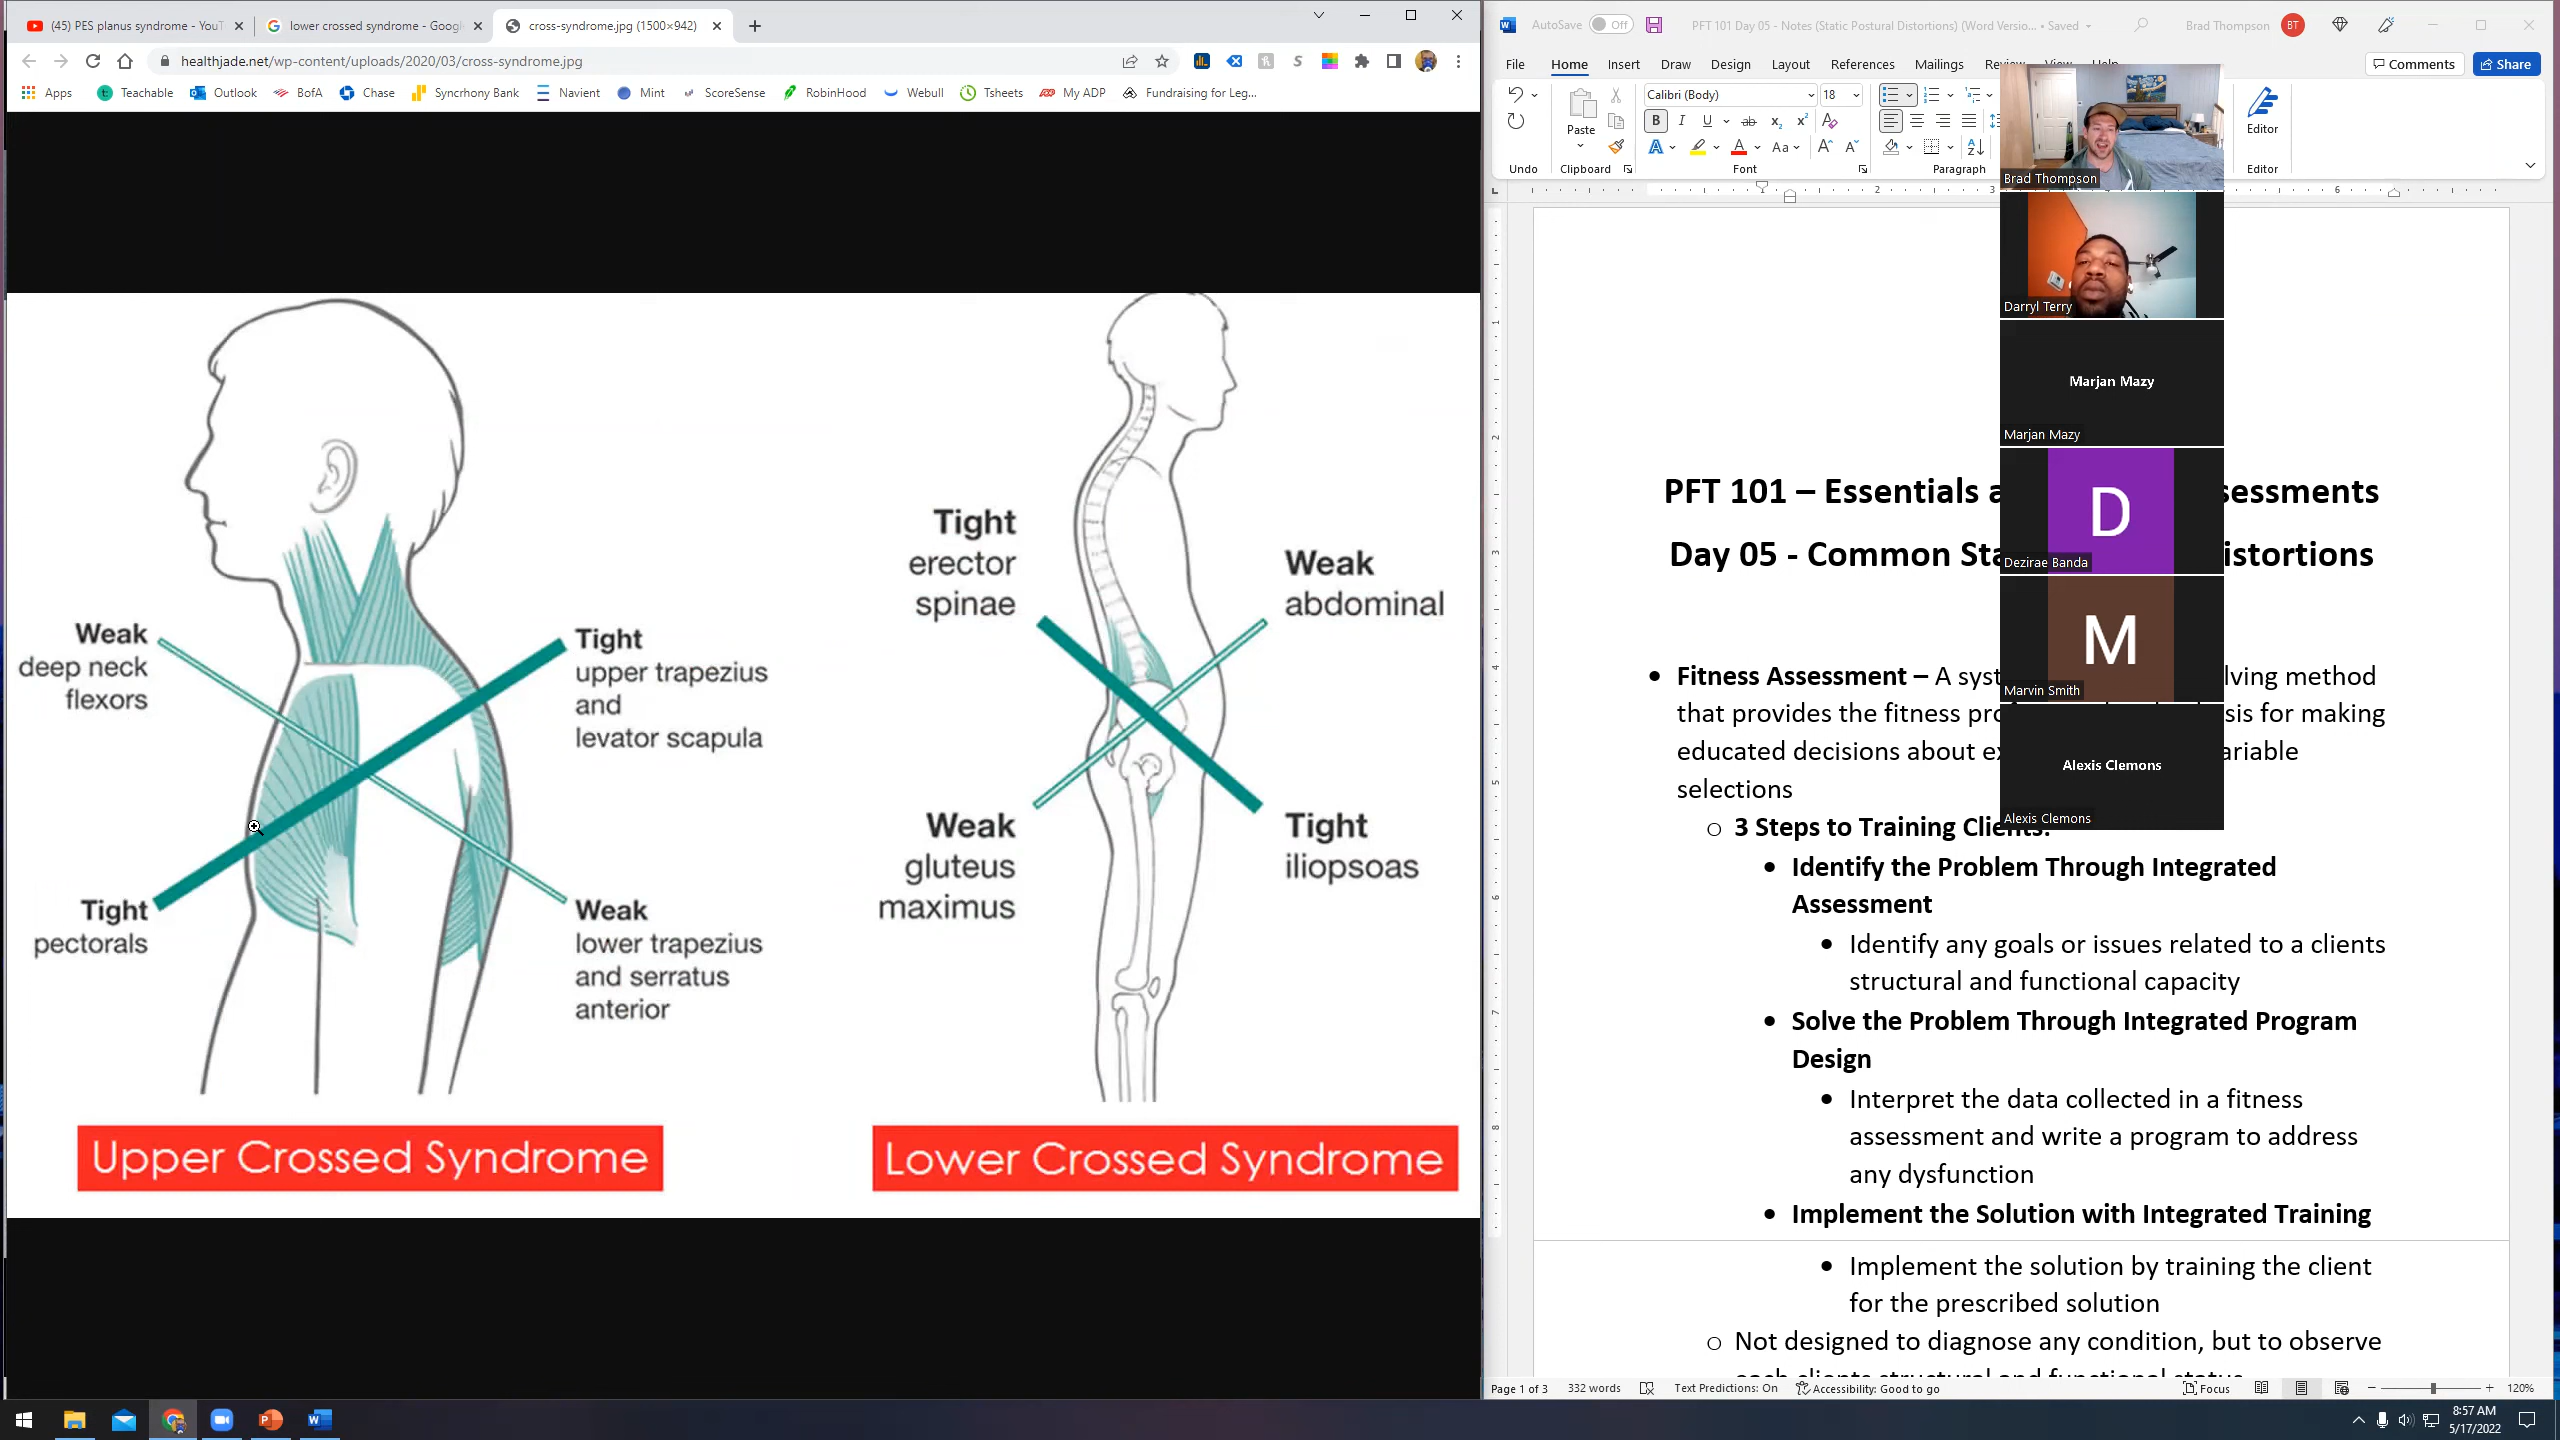 (45) PES planus syndrome - YouT
lower crossed syndrome - Googl
cross-syndrome.jpg (1500×942)
healthjade.net/wp-content/uploads/2020/03/cross-syndrome.jpg
Apps
Teachable
Outlook
BofA
Chase
Syncrhony Bank
Navient
Mint
ScoreSense
RobinHood
Webull
Tsheets
My ADP
Fundraising for Leg...
Weak
deep neck
flexors
Tight
upper trapezius
and
levator scapula
Tight
pectorals
Weak
lower trapezius
and serratus
anterior
Upper Crossed Syndrome
Tight
erector
spinae
Weak
abdominal
Weak
gluteus
maximus
Tight
iliopsoas
Lower Crossed Syndrome
AutoSave Off
PFT 101 Day 05 - Notes (Static Postural Distortions) (Word Versio... • Saved
Brad Thompson BT
File Home Insert Draw Design Layout References Mailings
Comments Share
Calibri (Body) 18
Paste
Undo Clipboard Font Paragraph Editor
Editor
Brad Thompson
Darryl Terry
Marjan Mazy
Marjan Mazy
D
Dezirae Banda
M
Marvin Smith
Alexis Clemons
Alexis Clemons
PFT 101 – Essentials a sessments
Day 05 - Common Sta istortions
• Fitness Assessment – A syst lving method
that provides the fitness pro sis for making
educated decisions about ex ariable
selections
o 3 Steps to Training Clients:
• Identify the Problem Through Integrated
Assessment
• Identify any goals or issues related to a clients
structural and functional capacity
• Solve the Problem Through Integrated Program
Design
• Interpret the data collected in a fitness
assessment and write a program to address
any dysfunction
• Implement the Solution with Integrated Training
• Implement the solution by training the client
for the prescribed solution
o Not designed to diagnose any condition, but to observe
each clients structural and functional status
Page 1 of 3 332 words Text Predictions: On Accessibility: Good to go Focus 120%
8:57 AM
5/17/2022